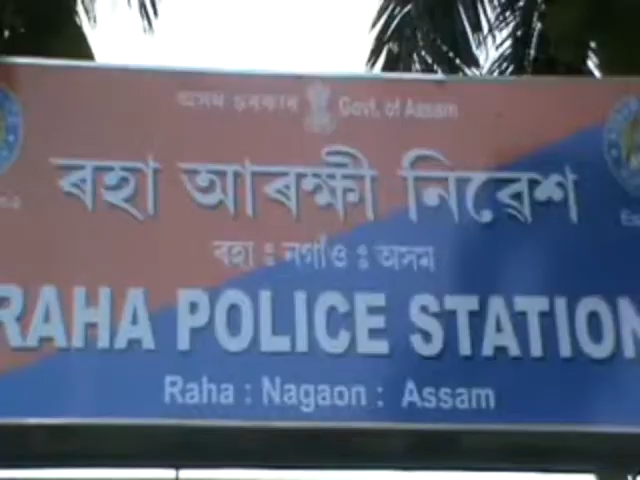 অসম চৰকাৰ Govt. of Assam
ৰহা আৰক্ষী নিৱেশ
ৰহা : নগাঁও : অসম
RAHA POLICE STATION
Raha : Nagaon : Assam